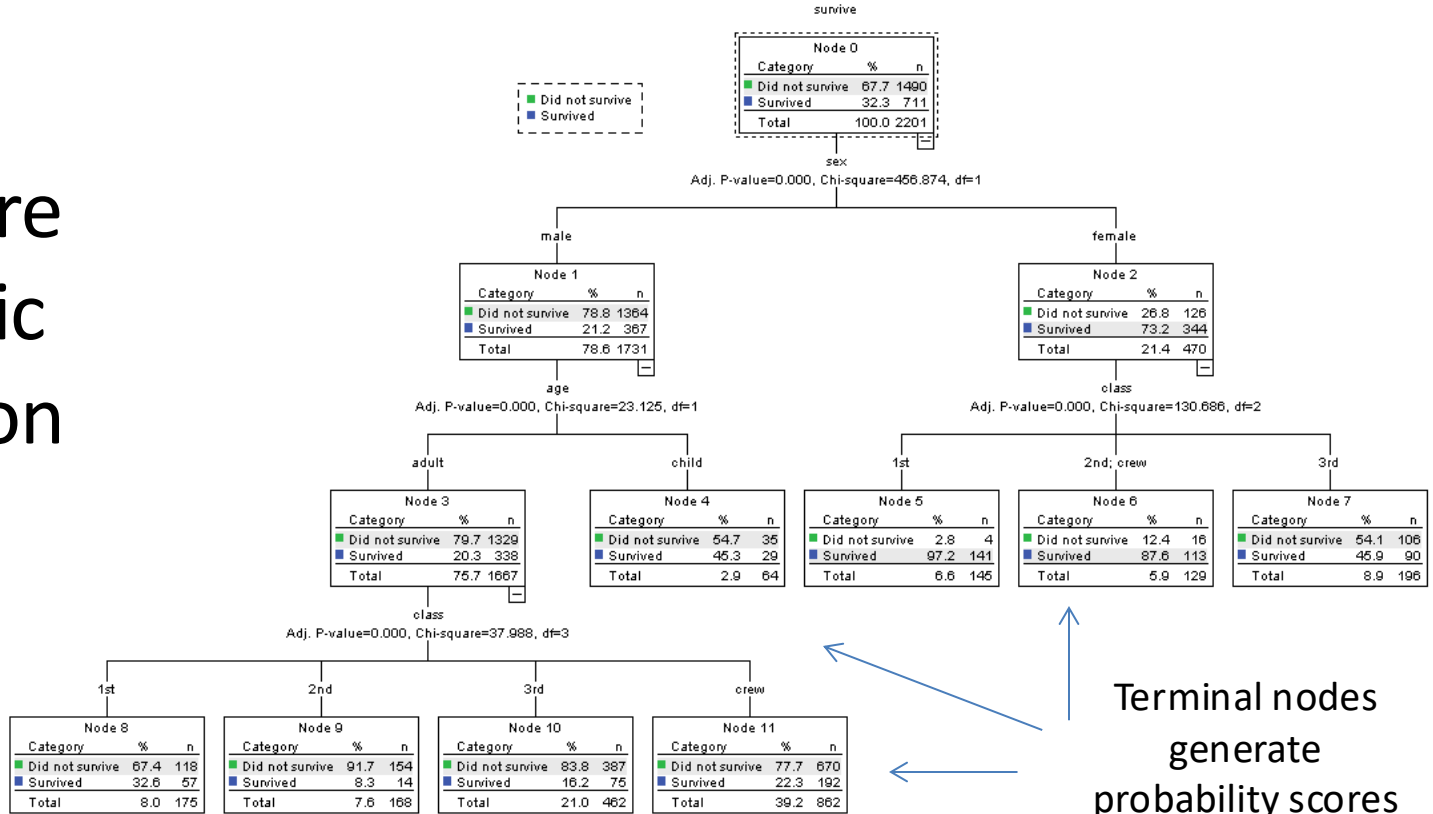 re
ic
on
survive
Did not survive
Survived
Node 0
Category % n
Did not survive 67.7 1490
Survived 32.3 711
Total 100.0 2201
sex
Adj. P-value=0.000, Chi-square=456.874, df=1
male
female
Node 1
Category % n
Did not survive 78.8 1364
Survived 21.2 367
Total 78.6 1731
Node 2
Category % n
Did not survive 26.8 126
Survived 73.2 344
Total 21.4 470
age
Adj. P-value=0.000, Chi-square=23.125, df=1
class
Adj. P-value=0.000, Chi-square=130.686, df=2
adult
child
1st
2nd; crew
3rd
Node 3
Category % n
Did not survive 79.7 1329
Survived 20.3 338
Total 75.7 1667
Node 4
Category % n
Did not survive 54.7 35
Survived 45.3 29
Total 2.9 64
Node 5
Category % n
Did not survive 2.8 4
Survived 97.2 141
Total 6.6 145
Node 6
Category % n
Did not survive 12.4 16
Survived 87.6 113
Total 5.9 129
Node 7
Category % n
Did not survive 54.1 106
Survived 45.9 90
Total 8.9 196
class
Adj. P-value=0.000, Chi-square=37.988, df=3
1st
2nd
3rd
crew
Node 8
Category % n
Did not survive 67.4 118
Survived 32.6 57
Total 8.0 175
Node 9
Category % n
Did not survive 91.7 154
Survived 8.3 14
Total 7.6 168
Node 10
Category % n
Did not survive 83.8 387
Survived 16.2 75
Total 21.0 462
Node 11
Category % n
Did not survive 77.7 670
Survived 22.3 192
Total 39.2 862
Terminal nodes
generate
probability scores